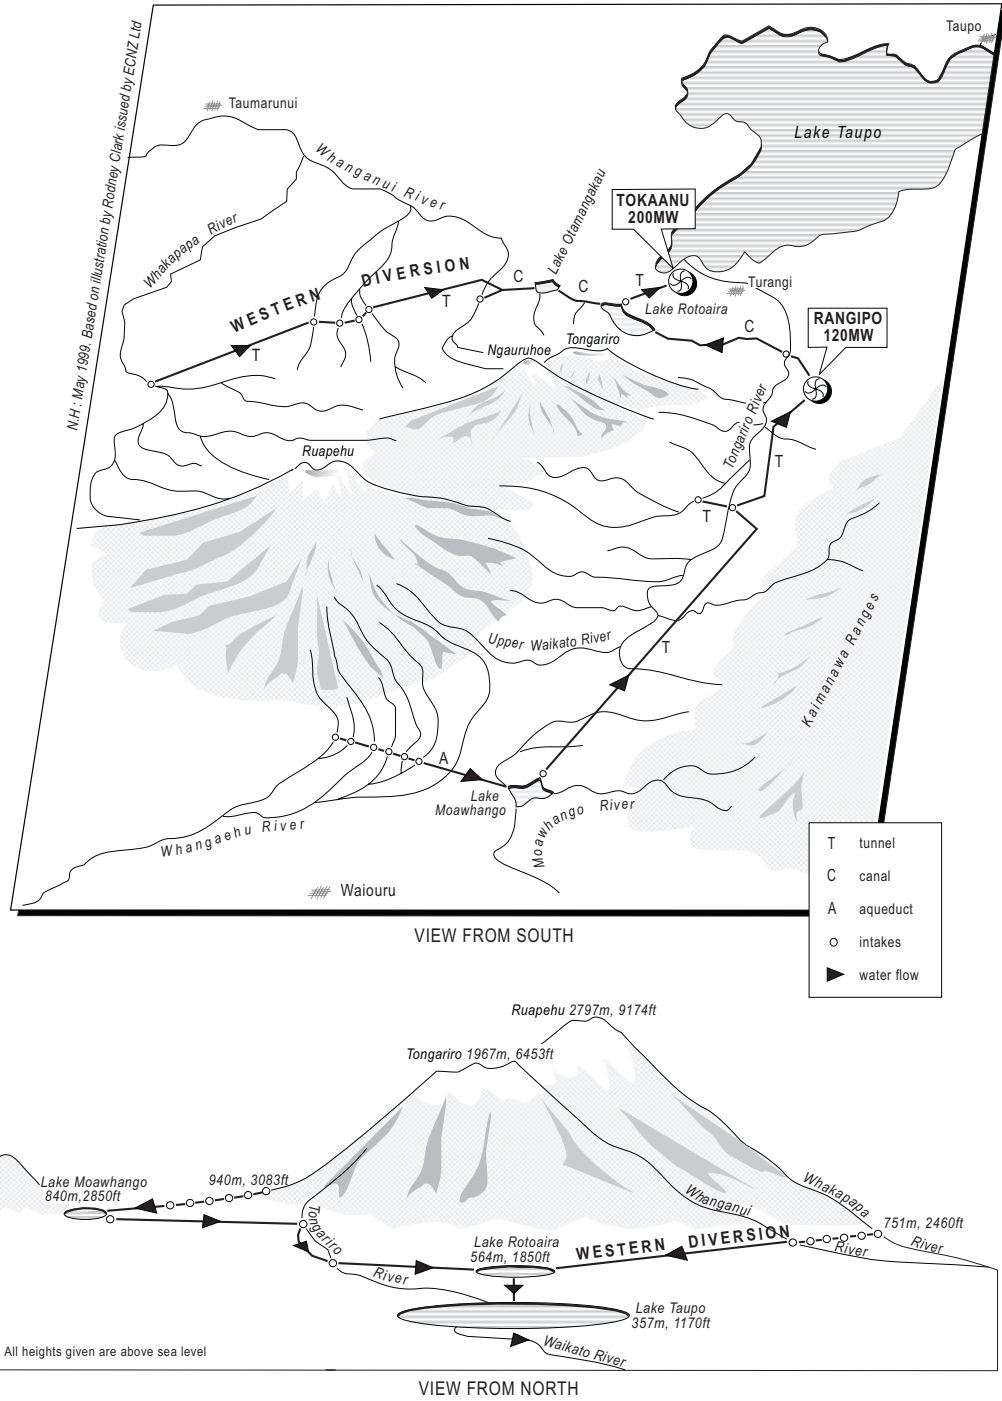 N.H : May 1999. Based on illustration by Rodney Clark issued by ECNZ Ltd
Taupo
Taumarunui
Lake Taupo
Whanganui River
Lake Otamangakau
TOKAANU
200MW
Whakapapa River
WESTERN DIVERSION
C
C
T
T
T
Turangi
Lake Rotoaira
C
RANGIPO
120MW
Tongariro
Ngauruhoe
Tongariro River
Ruapehu
T
T
Upper Waikato River
T
Kaimanawa Ranges
A
Lake
Moawhango
Moawhango River
Whangaehu River
Waiouru
T tunnel
C canal
A aqueduct
intakes
water flow
VIEW FROM SOUTH
Ruapehu 2797m, 9174ft
Tongariro 1967m, 6453ft
Lake Moawhango
840m,2850ft
940m, 3083ft
Whakapapa
River
Whanganui
River
751m, 2460ft
Tongariro
River
Lake Rotoaira
564m, 1850ft
WESTERN DIVERSION
Lake Taupo
357m, 1170ft
Waikato River
All heights given are above sea level
VIEW FROM NORTH